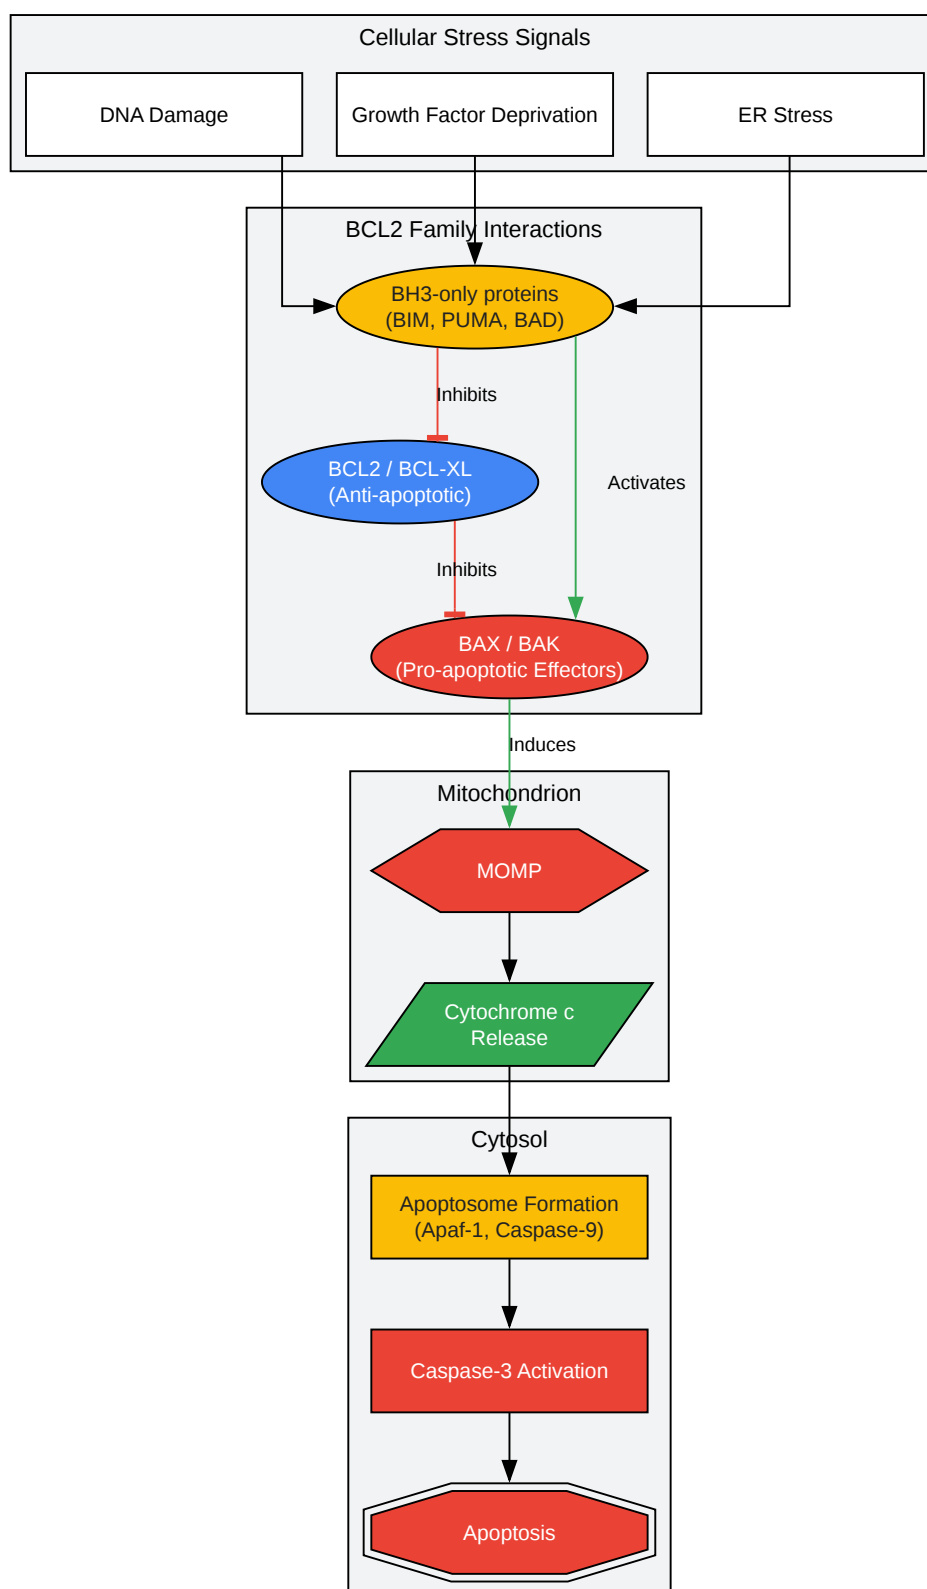 Cellular Stress Signals
DNA Damage
Growth Factor Deprivation
ER Stress
BCL2 Family Interactions
BH3-only proteins
(BIM, PUMA, BAD)
Inhibits
BCL2 / BCL-XL
(Anti-apoptotic)
Activates
Inhibits
BAX / BAK
(Pro-apoptotic Effectors)
Induces
Mitochondrion
MOMP
Cytochrome c
Release
Cytosol
Apoptosome Formation
(Apaf-1, Caspase-9)
Caspase-3 Activation
Apoptosis